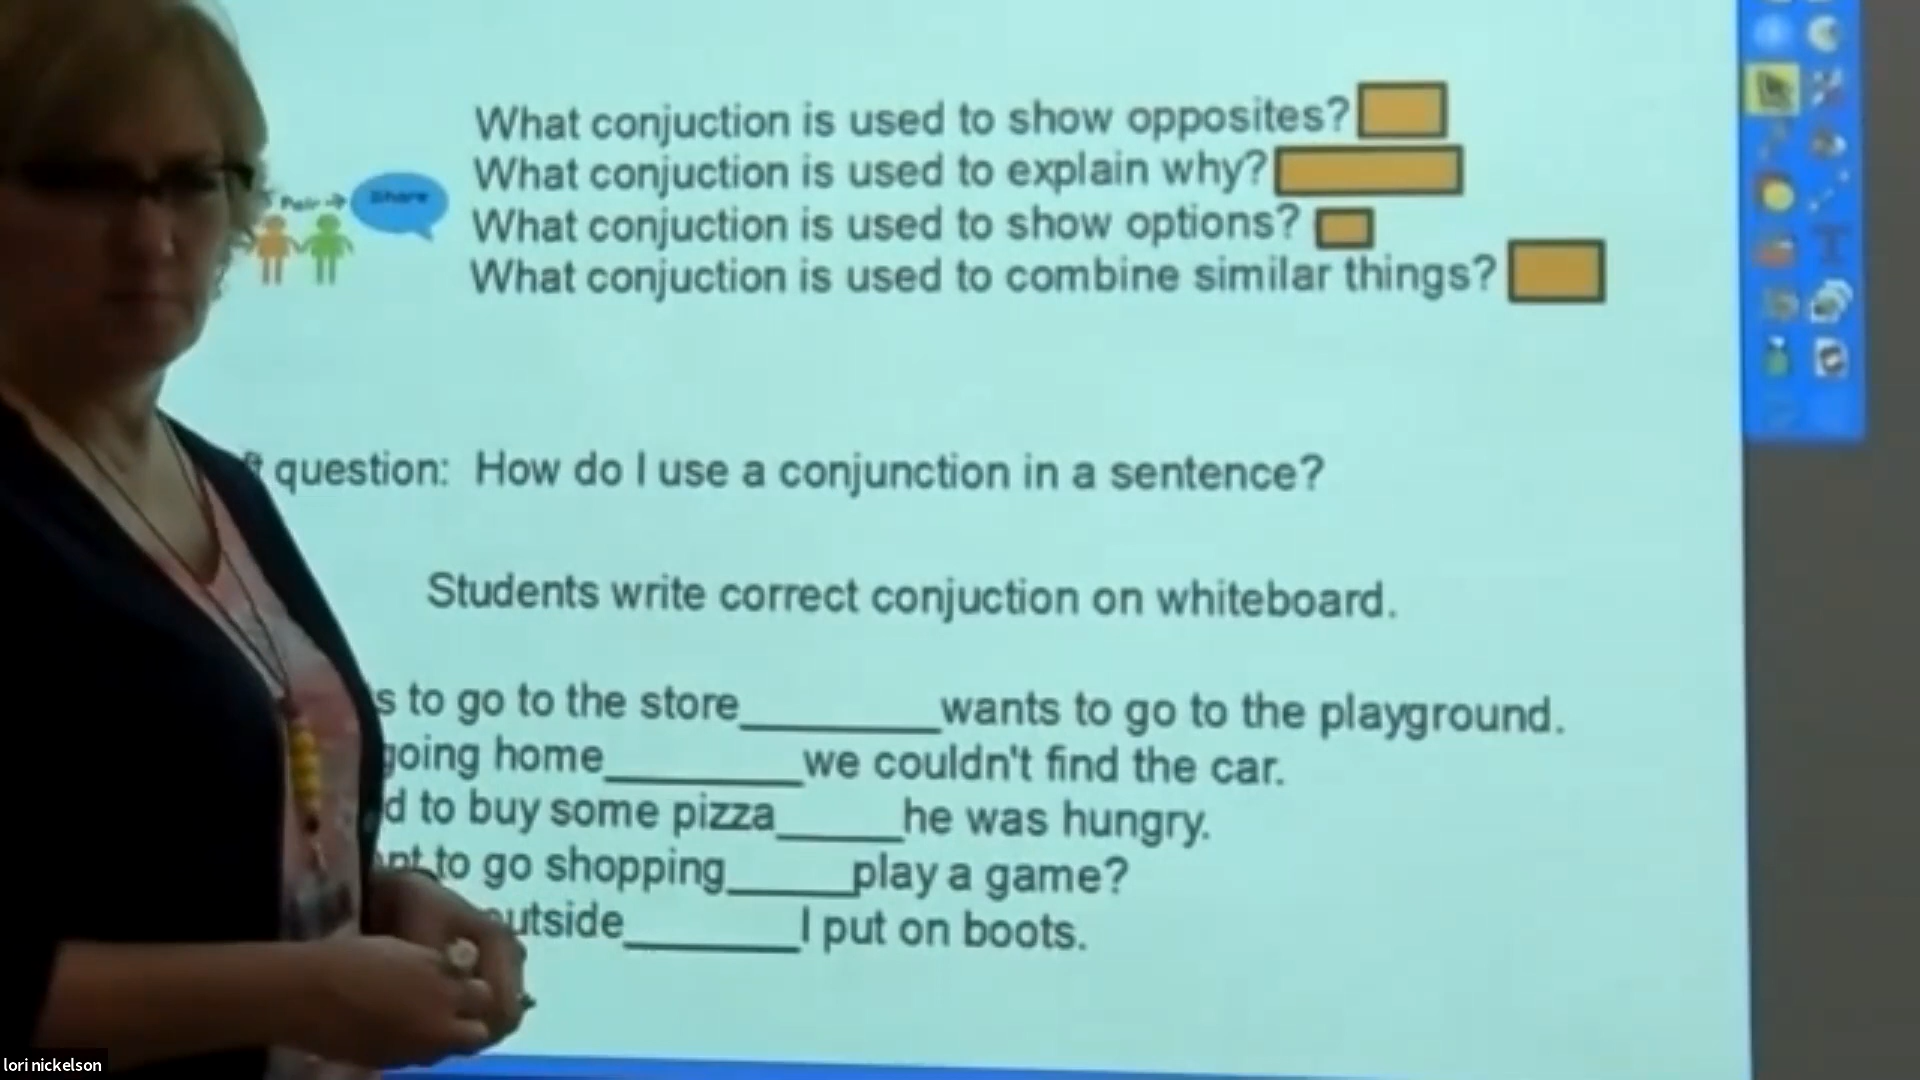 What conjuction is used to show opposites?
What conjuction is used to explain why?
Pair Share
What conjuction is used to show options?
What conjuction is used to combine similar things?
question: How do I use a conjunction in a sentence?
Students write correct conjuction on whiteboard.
s to go to the store________wants to go to the playground.
going home________we couldn't find the car.
d to buy some pizza_____he was hungry.
to go shopping_____play a game?
utside_______I put on boots.
lori nickelson